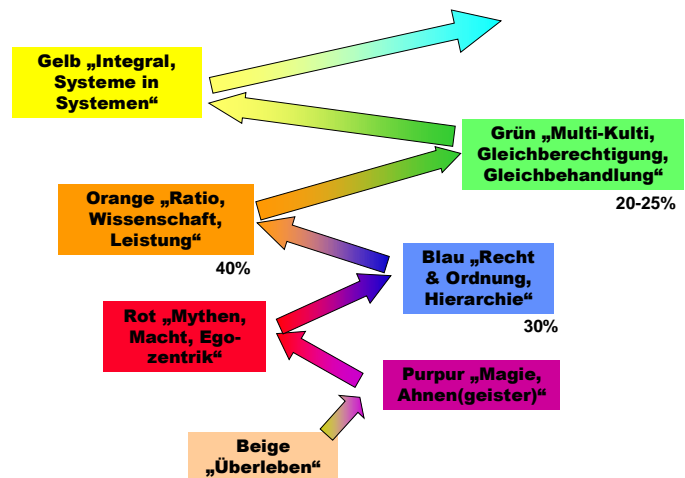 Gelb „Integral,
Systeme in
Systemen“
Grün „Multi-Kulti,
Gleichberechtigung,
Gleichbehandlung“
20-25%
Orange „Ratio,
Wissenschaft,
Leistung“
40%
Blau „Recht
& Ordnung,
Hierarchie“
30%
Rot „Mythen,
Macht, Ego-
zentrik“
Purpur „Magie,
Ahnen(geister)“
Beige
„Überleben“